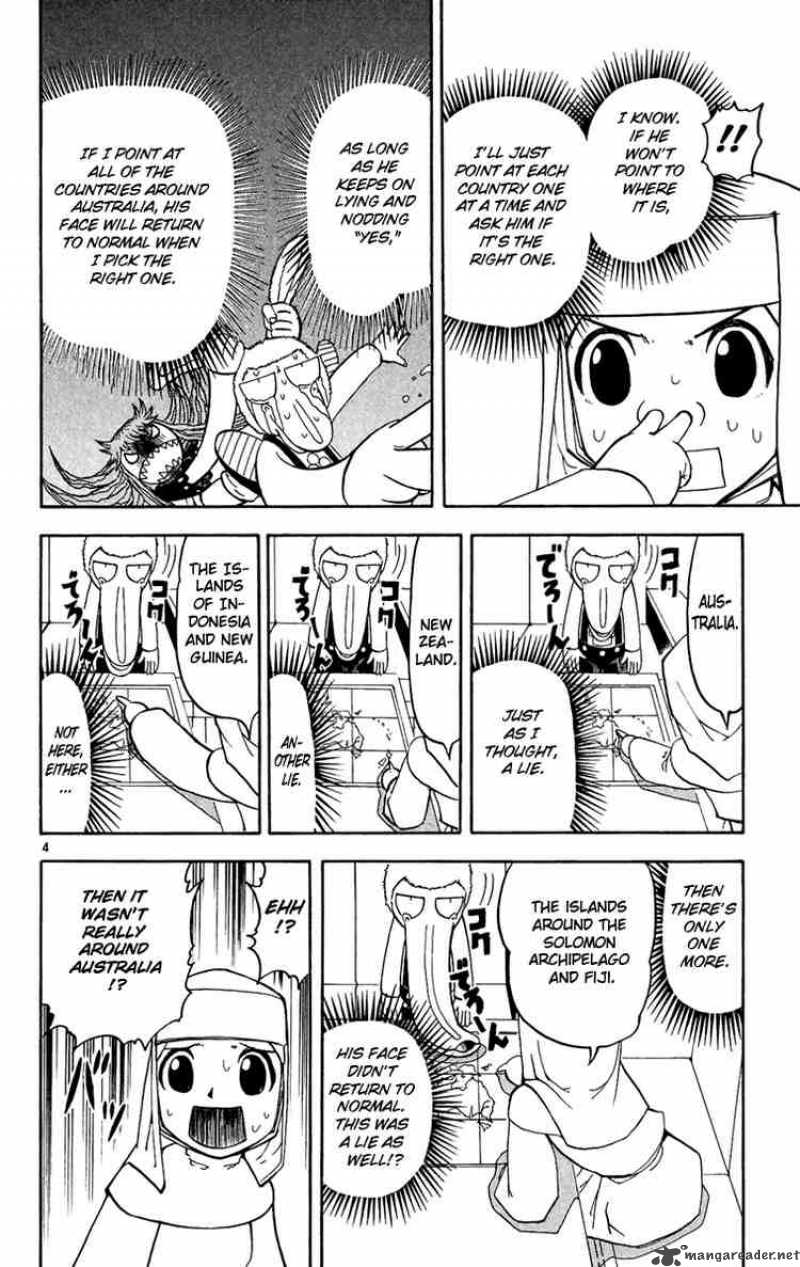 !!
I KNOW.
IF HE
WON'T
POINT TO
WHERE
IT IS,
I'LL JUST
POINT AT EACH
COUNTRY ONE
AT A TIME AND
ASK HIM IF
IT'S THE
RIGHT ONE.
AS LONG
AS HE
KEEPS ON
LYING AND
NODDING
"YES,"
IF I POINT AT
ALL OF THE
COUNTRIES AROUND
AUSTRALIA, HIS
FACE WILL RETURN
TO NORMAL WHEN
I PICK THE
RIGHT ONE.
AUS-
TRALIA.
コク
でろーん
JUST
AS I
THOUGHT,
A LIE.
NEW
ZEA-
LAND.
コク
でろーん
AN-
OTHER
LIE.
THE IS-
LANDS
OF IN-
DONESIA
AND NEW
GUINEA.
コク
でろーん
NOT
HERE,
EITHER
...
4
THEN
THERE'S
ONLY
ONE
MORE.
THE ISLANDS
AROUND THE
SOLOMON
ARCHIPELAGO
AND FIJI.
コク
でろーん
HIS FACE
DIDN'T
RETURN TO
NORMAL.
THIS WAS
A LIE AS
WELL!?
EHH
!?
THEN IT
WASN'T
REALLY
AROUND
AUSTRALIA
!?
mangareader.net